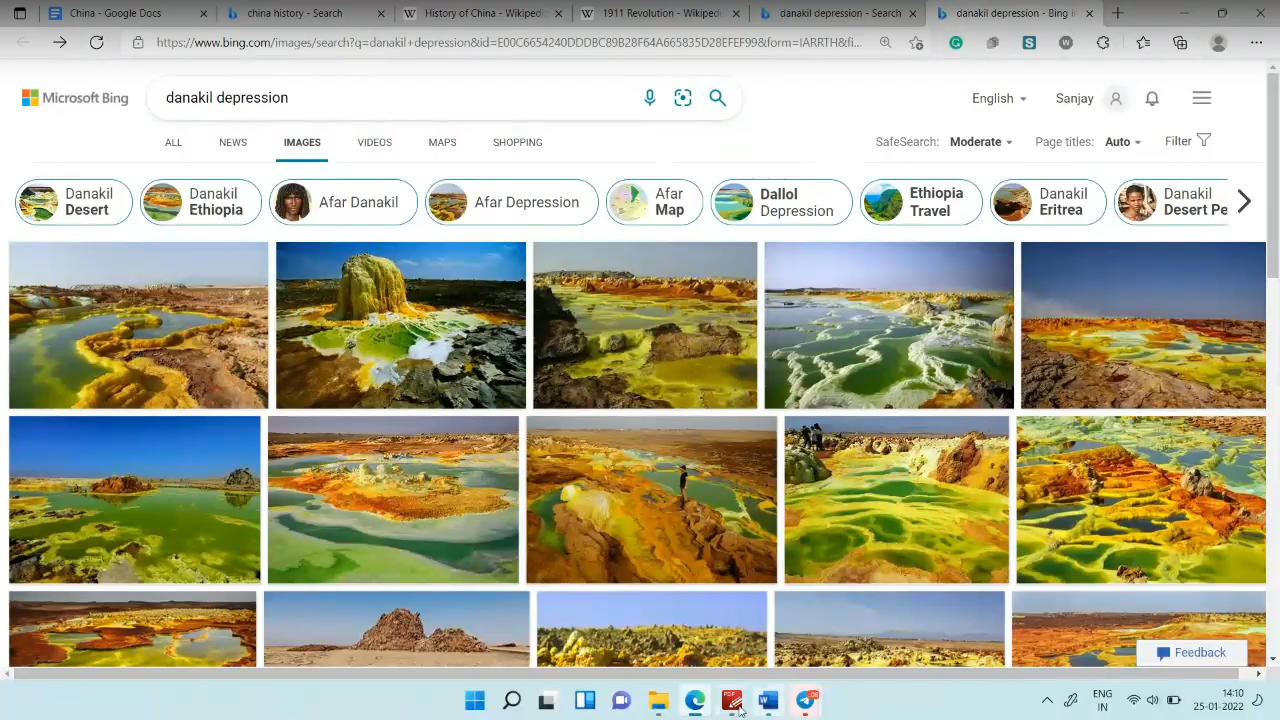 China - Google Docs
china history - Search
History of China - Wikipedi
1911 Revolution - Wikipedi
danakil depression - Search
danakil depression - Bing i
https://www.bing.com/images/search?q=danakil+depression&id=E00C6654240DDDBC89B28F64A665835D28EFEF99&form=IARRTH&fi...
Microsoft Bing
danakil depression
English
Sanjay
ALL
NEWS
IMAGES
VIDEOS
MAPS
SHOPPING
SafeSearch: Moderate
Page titles: Auto
Filter
Danakil
Desert
Danakil
Ethiopia
Afar Danakil
Afar Depression
Afar
Map
Dallol
Depression
Ethiopia
Travel
Danakil
Eritrea
Danakil
Desert Pe
Feedback
PDF
ENG
IN
14:10
25-01-2022